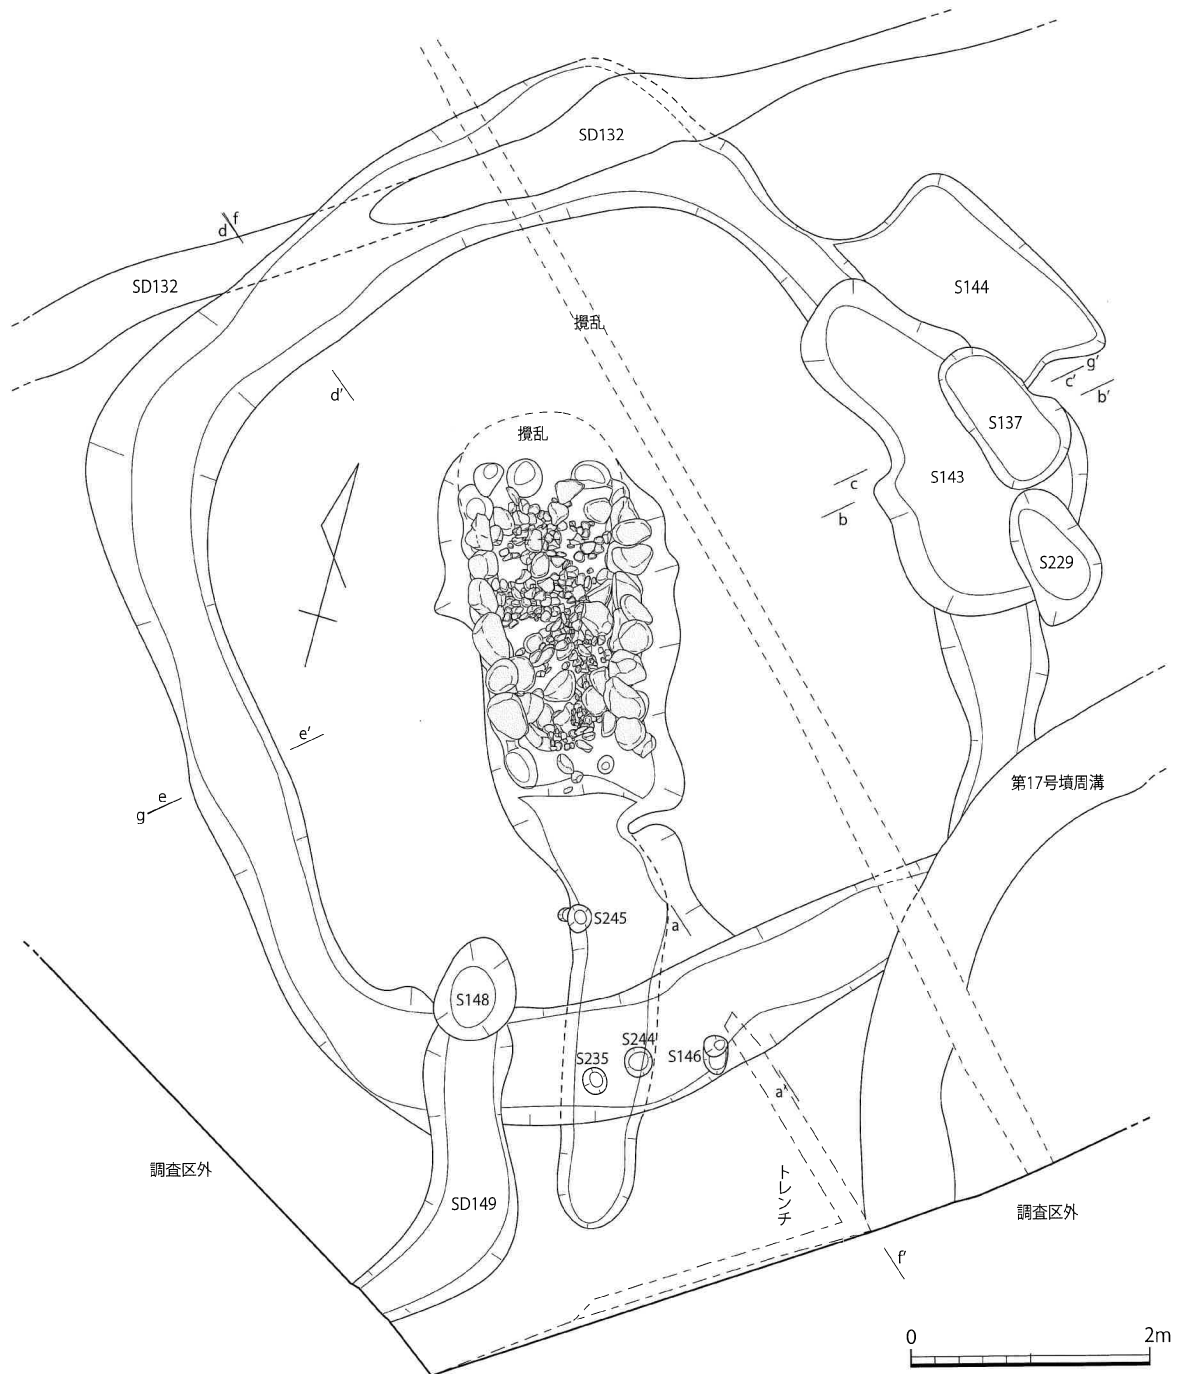 SD132
f
d
SD132
S144
攪乱
g'
c'
b'
d'
S137
攪乱
S143
c
b
S229
e'
第17号墳周溝
e
g
S245
a
S148
S244
S235
S146
a'
調査区外
トレンチ
SD149
調査区外
f'
0
2m